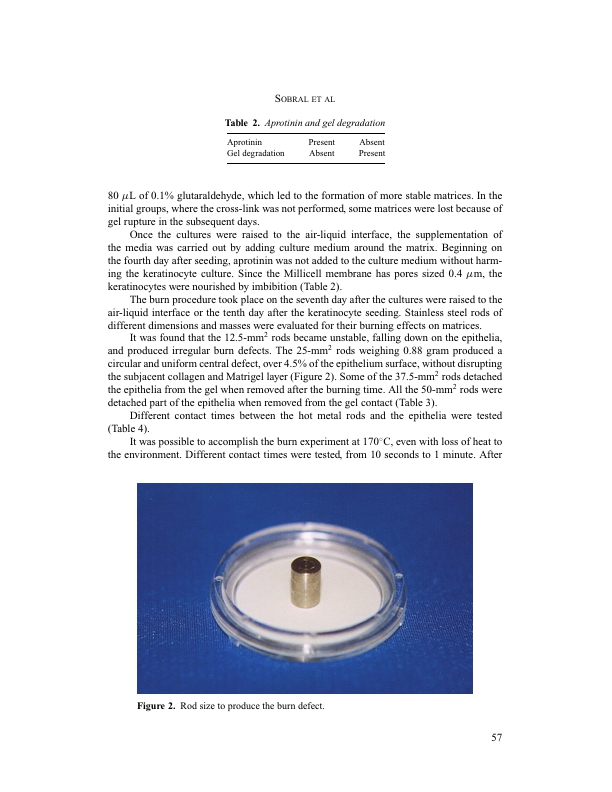 SOBRAL ET AL
Table 2. Aprotinin and gel degradation
Aprotinin Present Absent
Gel degradation Absent Present
80 μL of 0.1% glutaraldehyde, which led to the formation of more stable matrices. In the
initial groups, where the cross-link was not performed, some matrices were lost because of
gel rupture in the subsequent days.
Once the cultures were raised to the air-liquid interface, the supplementation of
the media was carried out by adding culture medium around the matrix. Beginning on
the fourth day after seeding, aprotinin was not added to the culture medium without harm-
ing the keratinocyte culture. Since the Millicell membrane has pores sized 0.4 μm, the
keratinocytes were nourished by imbibition (Table 2).
The burn procedure took place on the seventh day after the cultures were raised to the
air-liquid interface or the tenth day after the keratinocyte seeding. Stainless steel rods of
different dimensions and masses were evaluated for their burning effects on matrices.
It was found that the 12.5-mm² rods became unstable, falling down on the epithelia,
and produced irregular burn defects. The 25-mm² rods weighing 0.88 gram produced a
circular and uniform central defect, over 4.5% of the epithelium surface, without disrupting
the subjacent collagen and Matrigel layer (Figure 2). Some of the 37.5-mm² rods detached
the epithelia from the gel when removed after the burning time. All the 50-mm² rods were
detached part of the epithelia when removed from the gel contact (Table 3).
Different contact times between the hot metal rods and the epithelia were tested
(Table 4).
It was possible to accomplish the burn experiment at 170°C, even with loss of heat to
the environment. Different contact times were tested, from 10 seconds to 1 minute. After
Figure 2. Rod size to produce the burn defect.
57